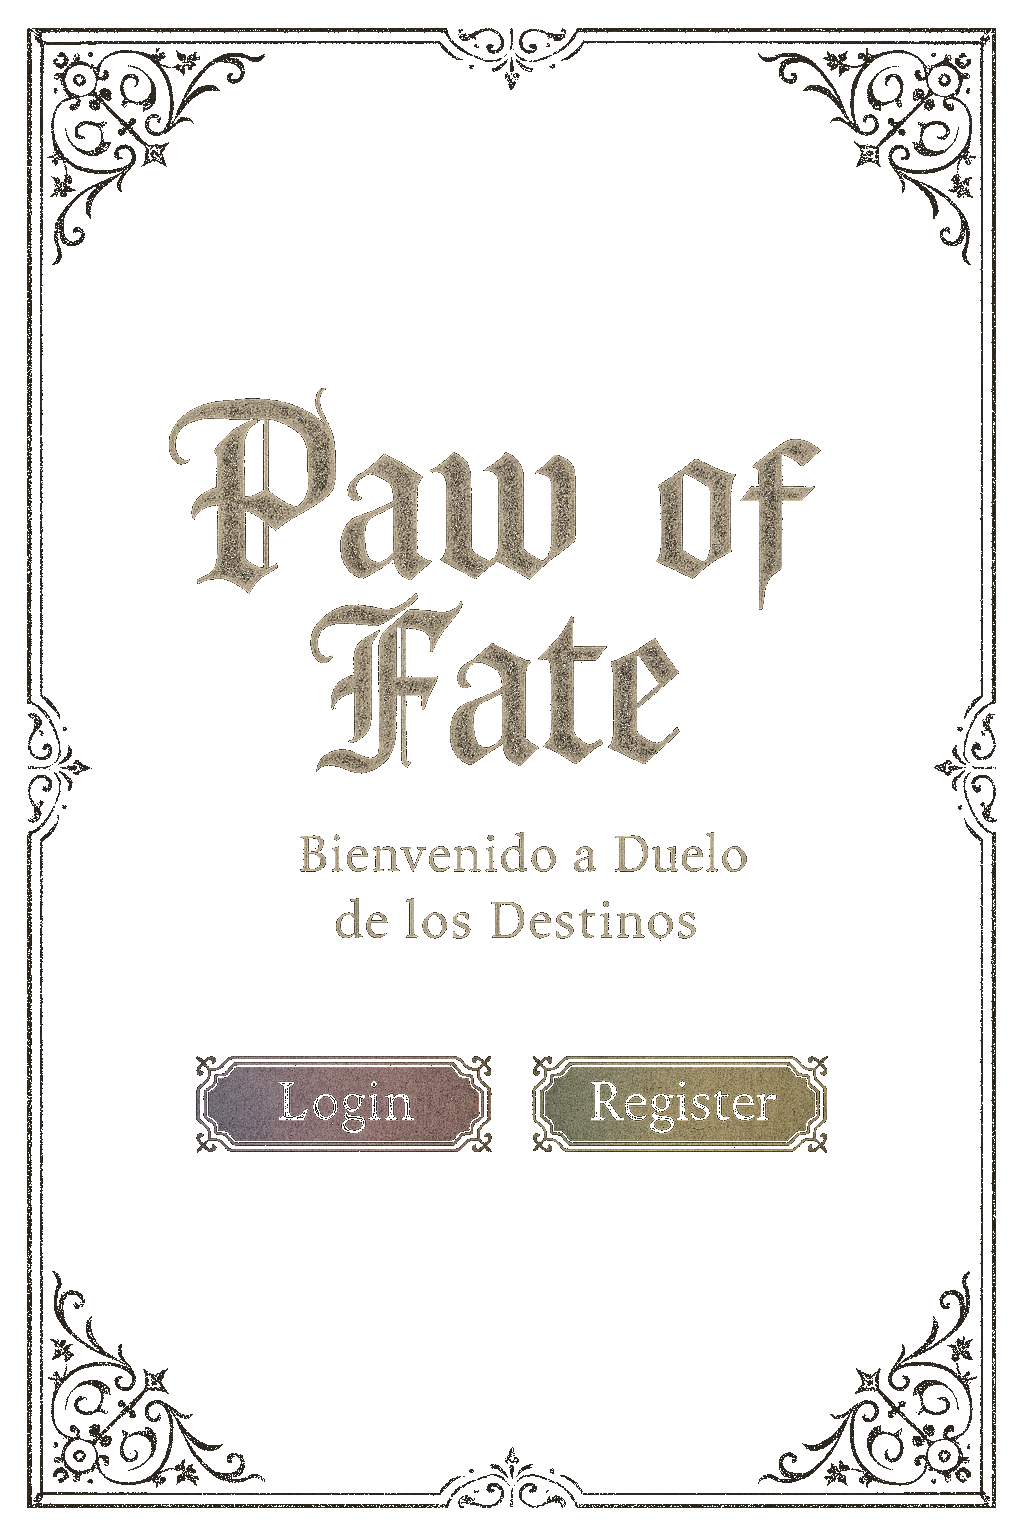 Paw of
Fate
Bienvenido a Duelo
de los Destinos
Login
Register